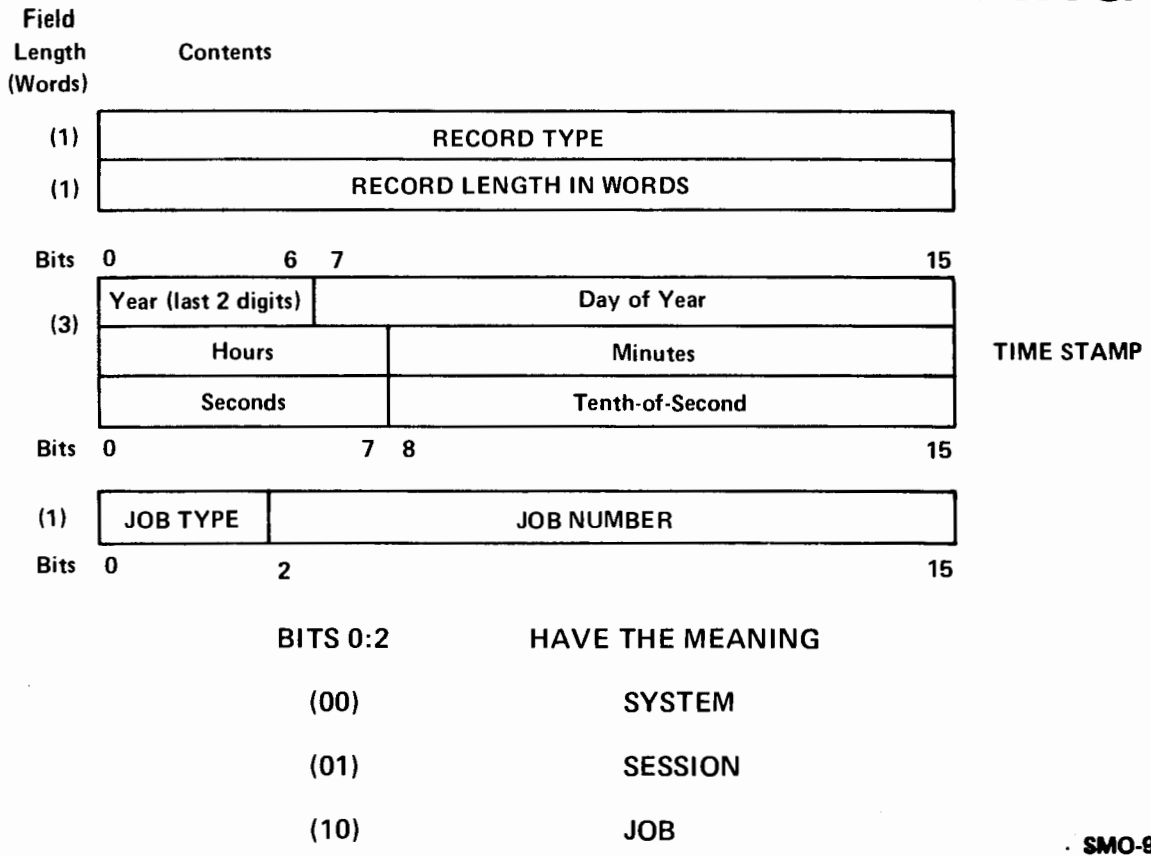 Field
Length Contents
(Words)
(1) RECORD TYPE
(1) RECORD LENGTH IN WORDS
Bits 0 6 7 15
(3) Year (last 2 digits) Day of Year
Hours Minutes TIME STAMP
Seconds Tenth-of-Second
Bits 0 7 8 15
(1) JOB TYPE JOB NUMBER
Bits 0 2 15
BITS 0:2 HAVE THE MEANING
(00) SYSTEM
(01) SESSION
(10) JOB
SMO-9